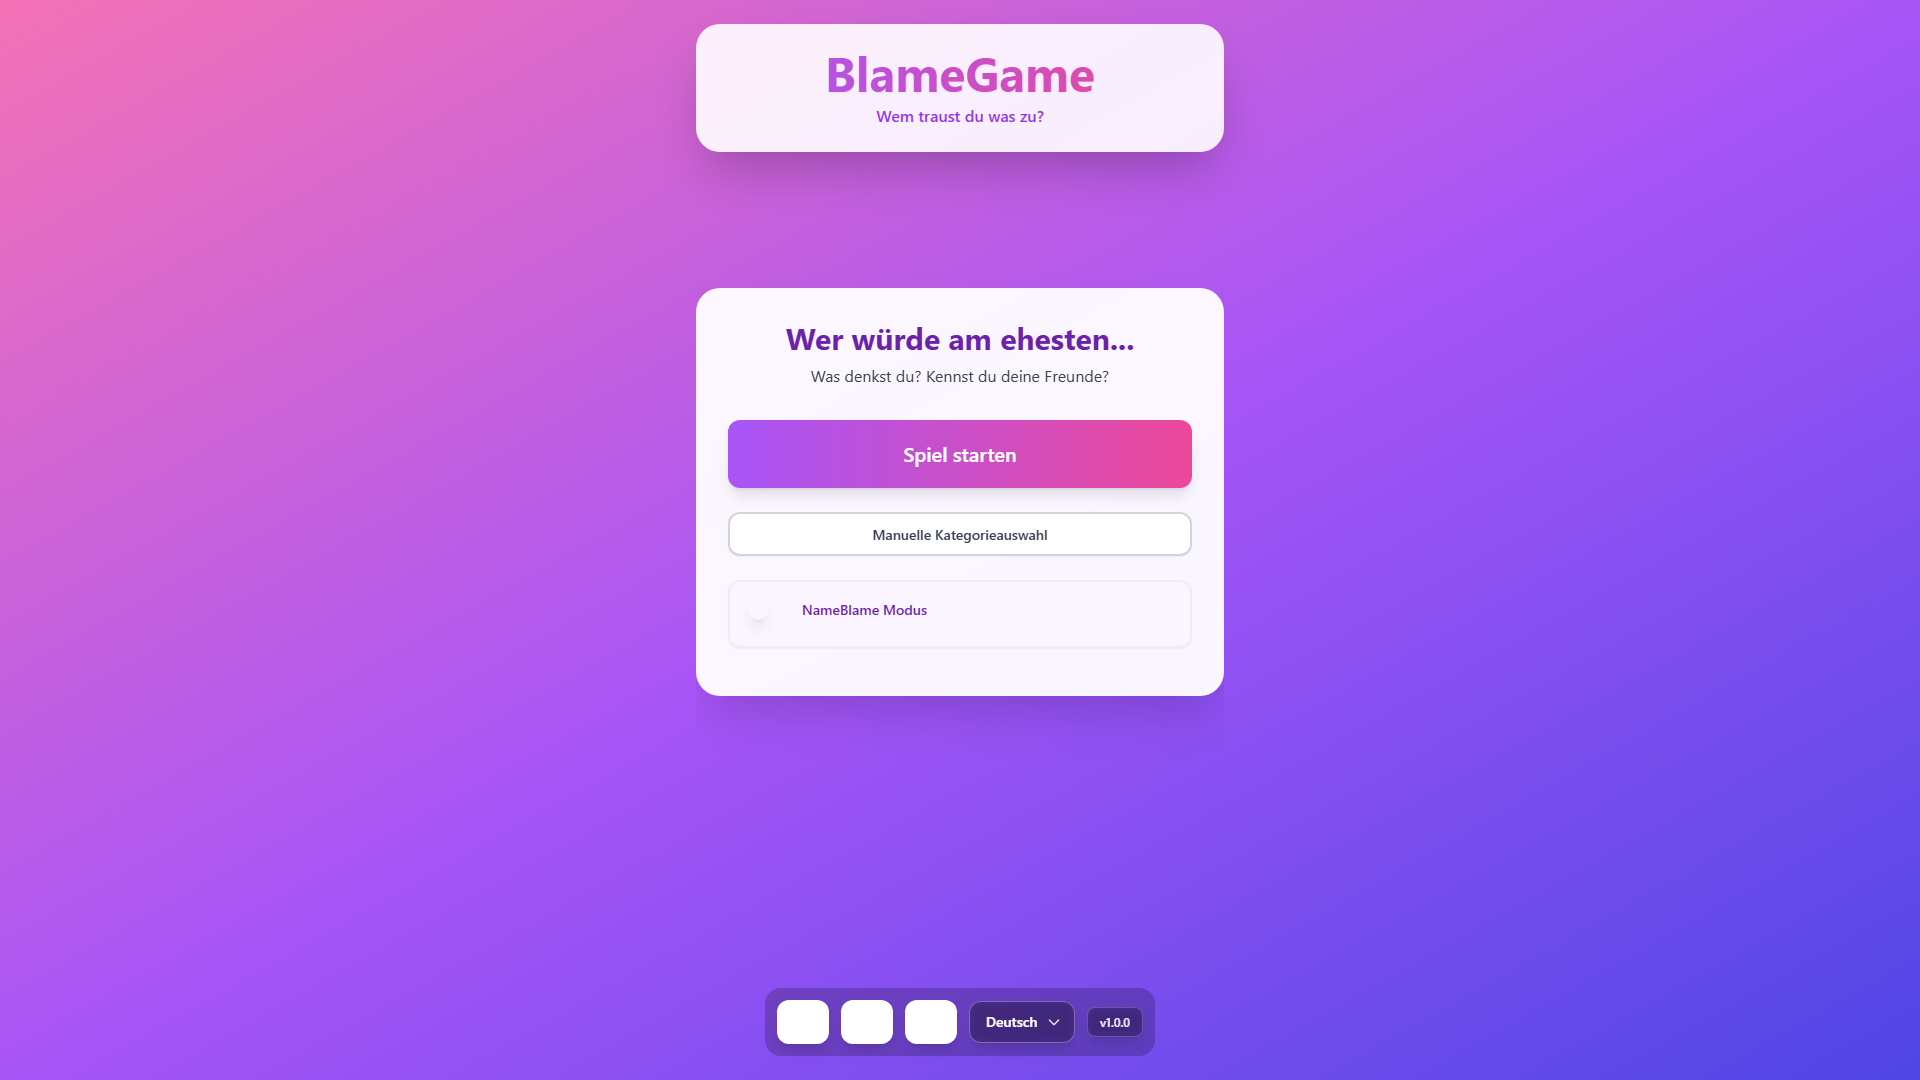 BlameGame
Wem traust du was zu?
Wer würde am ehesten...
Was denkst du? Kennst du deine Freunde?
Spiel starten
Manuelle Kategorieauswahl
NameBlame Modus
Deutsch
v1.0.0